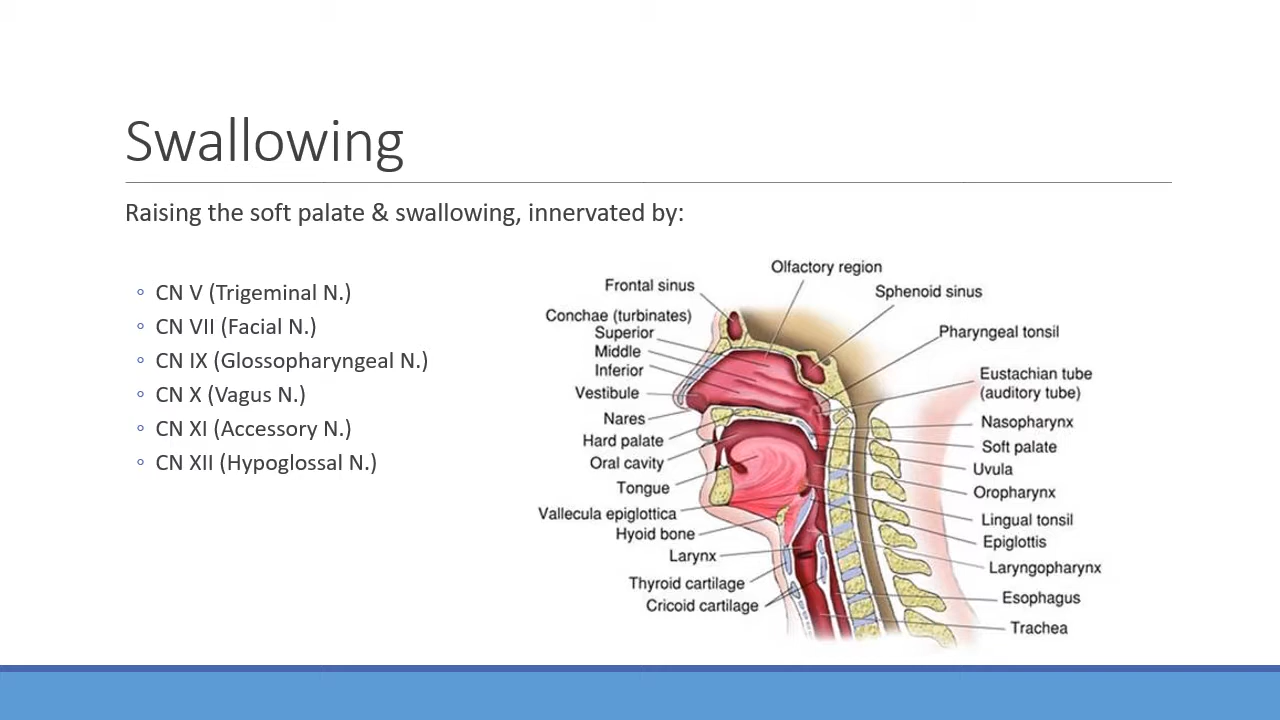 Swallowing
Raising the soft palate & swallowing, innervated by:
◦ CN V (Trigeminal N.)
◦ CN VII (Facial N.)
◦ CN IX (Glossopharyngeal N.)
◦ CN X (Vagus N.)
◦ CN XI (Accessory N.)
◦ CN XII (Hypoglossal N.)
Olfactory region
Frontal sinus
Sphenoid sinus
Conchae (turbinates)
Superior
Middle
Inferior
Vestibule
Nares
Hard palate
Oral cavity
Tongue
Vallecula epiglottica
Hyoid bone
Larynx
Thyroid cartilage
Cricoid cartilage
Pharyngeal tonsil
Eustachian tube
(auditory tube)
Nasopharynx
Soft palate
Uvula
Oropharynx
Lingual tonsil
Epiglottis
Laryngopharynx
Esophagus
Trachea